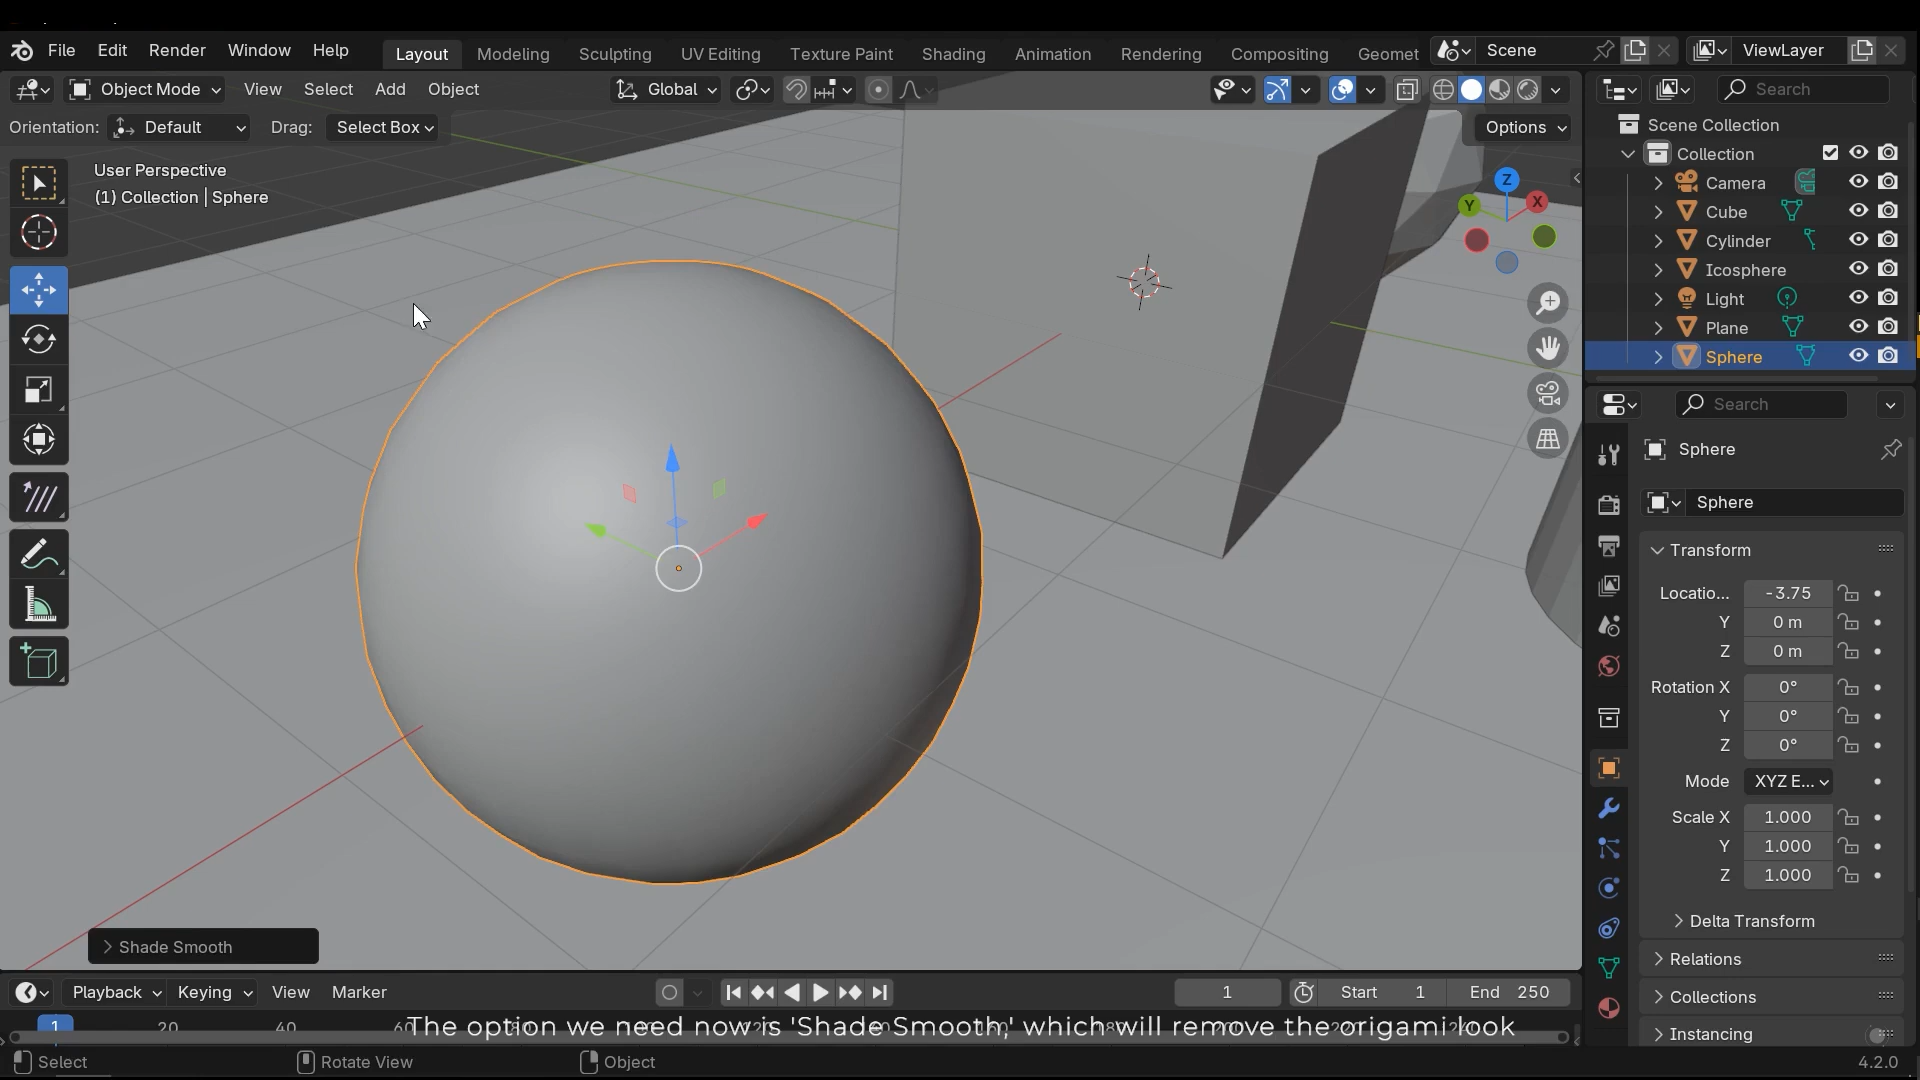 File Edit Render Window Help Layout Modeling Sculpting UV Editing Texture Paint Shading Animation Rendering Compositing Geomet Scene ViewLayer
Object Mode View Select Add Object Global Search
Orientation: Default Drag: Select Box Options
User Perspective
(1) Collection | Sphere
Z
Y
X
Scene Collection
Collection
Camera
Cube
Cylinder
Icosphere
Light
Plane
Sphere
Search
Sphere
Sphere
Transform
Locatio... -3.75
Y 0 m
Z 0 m
Rotation X 0°
Y 0°
Z 0°
Mode XYZ E...
Scale X 1.000
Y 1.000
Z 1.000
Delta Transform
Relations
Collections
Instancing
Shade Smooth
Playback Keying View Marker 1 Start 1 End 250
1 20 40
The option we need now is 'Shade Smooth,' which will remove the origami look
Select Rotate View Object 4.2.0